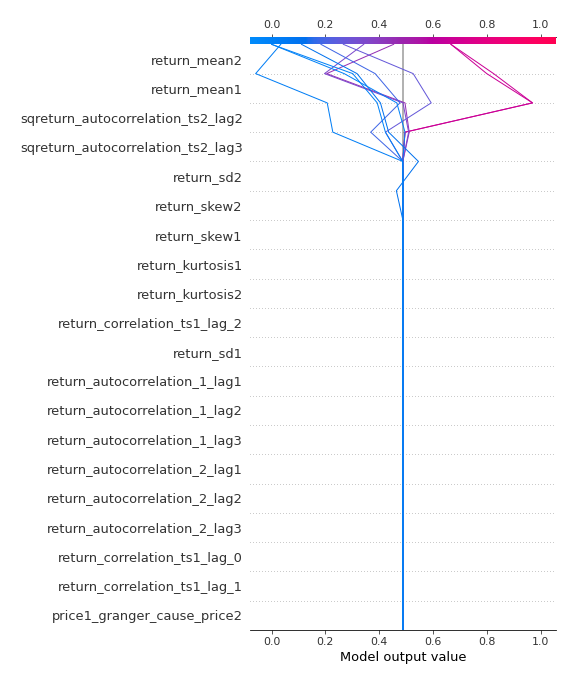 0.0 0.2 0.4 0.6 0.8 1.0
return_mean2
return_mean1
sqreturn_autocorrelation_ts2_lag2
sqreturn_autocorrelation_ts2_lag3
return_sd2
return_skew2
return_skew1
return_kurtosis1
return_kurtosis2
return_correlation_ts1_lag_2
return_sd1
return_autocorrelation_1_lag1
return_autocorrelation_1_lag2
return_autocorrelation_1_lag3
return_autocorrelation_2_lag1
return_autocorrelation_2_lag2
return_autocorrelation_2_lag3
return_correlation_ts1_lag_0
return_correlation_ts1_lag_1
price1_granger_cause_price2
0.0 0.2 0.4 0.6 0.8 1.0
Model output value